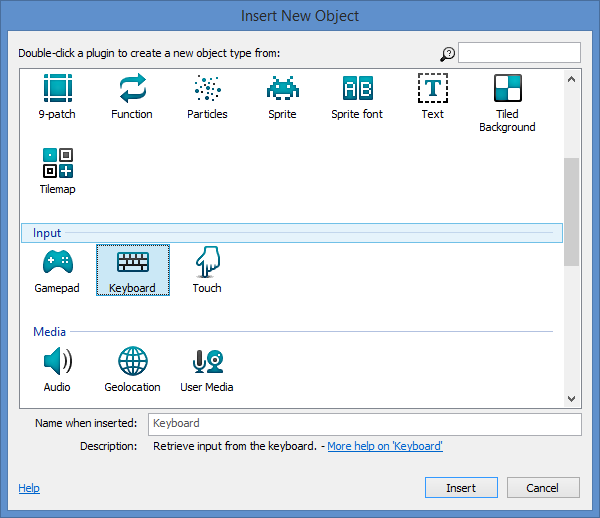 Insert New Object
Double-click a plugin to create a new object type from:
9-patch Function Particles Sprite Sprite font Text Tiled Background
Tilemap
Input
Gamepad Keyboard Touch
Media
Audio Geolocation User Media
Name when inserted: Keyboard
Description: Retrieve input from the keyboard. - More help on 'Keyboard'
Help Insert Cancel